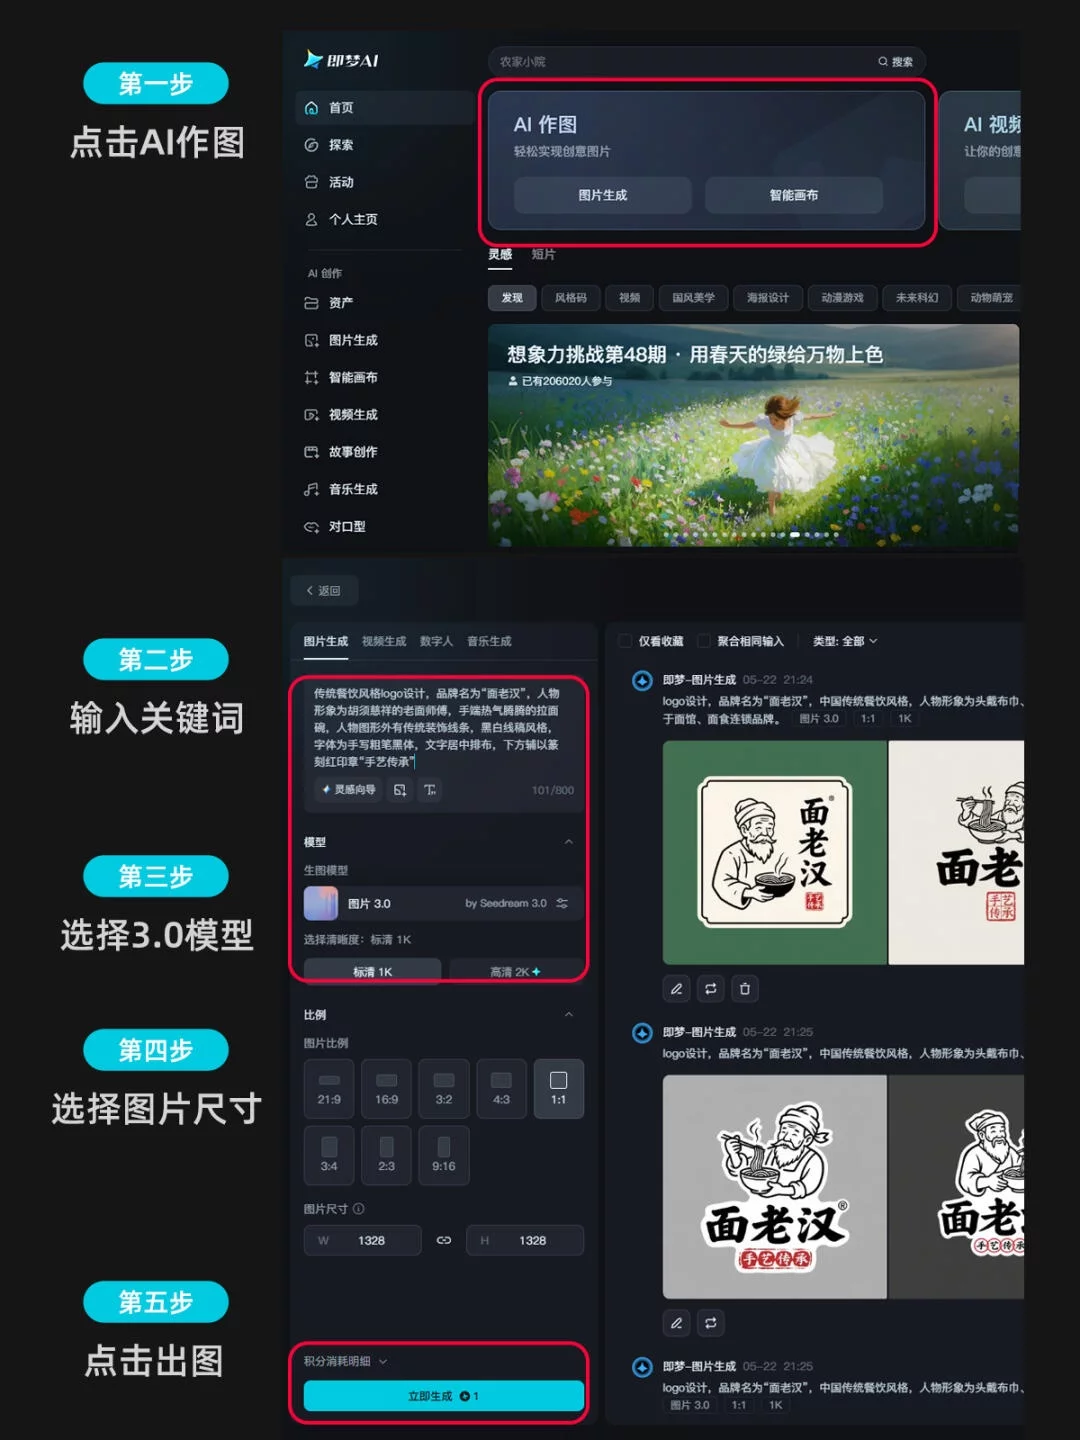 第一步
点击AI作图
即梦AI
首页
探索
活动
个人主页
AI 创作
资产
图片生成
智能画布
视频生成
故事创作
音乐生成
对口型
农家小院
搜索
AI 作图
轻松实现创意图片
图片生成
智能画布
AI 视频
让你的创意
灵感
短片
发现
风格码
视频
国风美学
海报设计
动漫游戏
未来科幻
动物萌宠
想象力挑战第48期 · 用春天的绿给万物上色
已有206020人参与
第二步
输入关键词
第三步
选择3.0模型
第四步
选择图片尺寸
第五步
点击出图
返回
图片生成
视频生成
数字人
音乐生成
传统餐饮风格logo设计，品牌名为“面老汉”，人物
形象为胡须慈祥的老面师傅，手端热气腾腾的拉面
碗，人物图形外有传统装饰线条，黑白线稿风格，
字体为手写粗笔黑体，文字居中排布，下方辅以篆
刻红印章“手艺传承”
灵感向导
101/800
模型
生图模型
图片 3.0
by Seedream 3.0
选择清晰度：标清 1K
标清 1K
高清 2K
比例
图片比例
21:9
16:9
3:2
4:3
1:1
3:4
2:3
9:16
图片尺寸
W 1328
H 1328
积分消耗明细
立即生成 1
仅看收藏
聚合相同输入
类型: 全部
即梦-图片生成 05-22 21:24
logo设计，品牌名为“面老汉”，中国传统餐饮风格，人物形象为头戴布巾、
于面馆、面食连锁品牌。 图片 3.0 1:1 1K
面老汉®
手艺传承
面老
手艺传承
即梦-图片生成 05-22 21:25
logo设计，品牌名为“面老汉”，中国传统餐饮风格，人物形象为头戴布巾、
面老汉®
手艺传承
面老
手艺传承
即梦-图片生成 05-22 21:25
logo设计，品牌名为“面老汉”，中国传统餐饮风格，人物形象为头戴布巾、
图片 3.0 1:1 1K